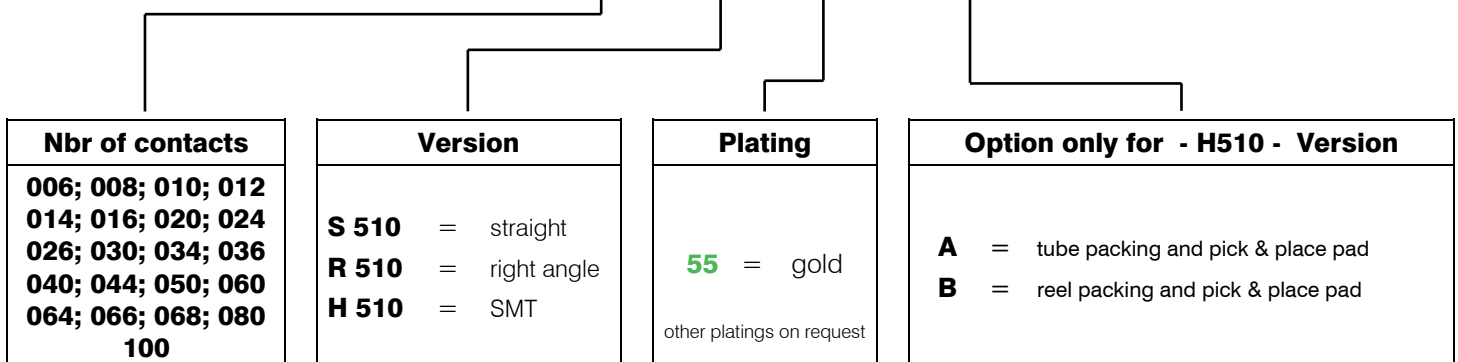 Nbr of contacts
006; 008; 010; 012
014; 016; 020; 024
026; 030; 034; 036
040; 044; 050; 060
064; 066; 068; 080
100
Version
S 510 = straight
R 510 = right angle
H 510 = SMT
Plating
55 = gold
other platings on request
Option only for - H510 - Version
A = tube packing and pick & place pad
B = reel packing and pick & place pad